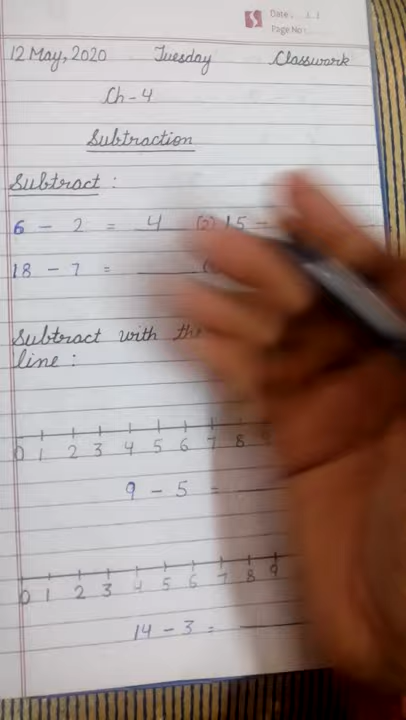 Date:
Page No:
12 May, 2020 Tuesday Classwork
Ch-4
Subtraction
Subtract :
6 - 2 = 4 (2) 15 -
18 - 7 =
Subtract with the
line :
0 1 2 3 4 5 6 7 8 9
9 - 5 =
0 1 2 3 4 5 6 7 8 9
14 - 3 =